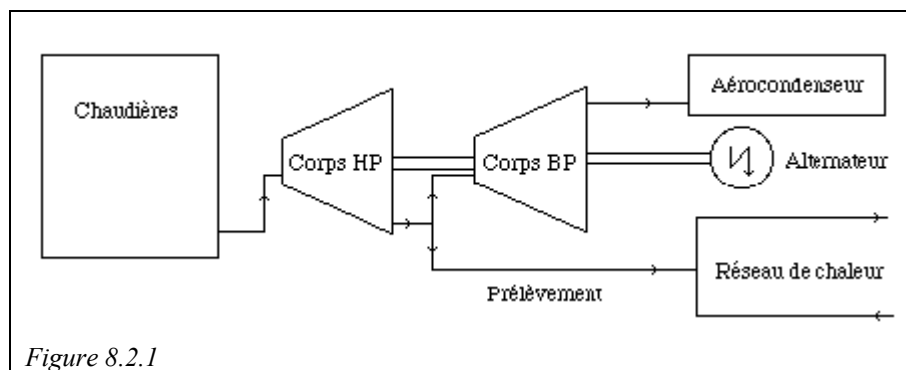 Chaudières
Corps HP
Corps BP
Aérocondenseur
Alternateur
Réseau de chaleur
Prélèvement
Figure 8.2.1